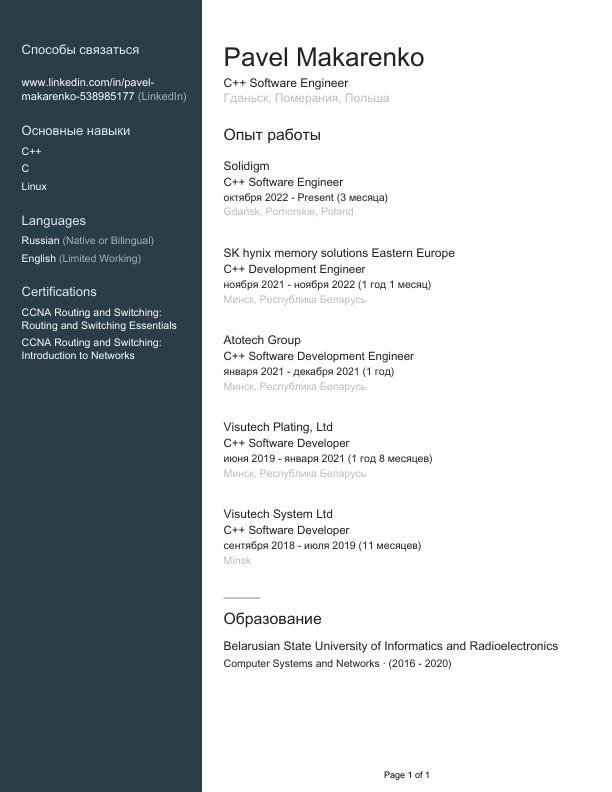 Способы связаться
www.linkedin.com/in/pavel-
makarenko-538985177 (LinkedIn)
Основные навыки
C++
C
Linux
Languages
Russian (Native or Bilingual)
English (Limited Working)
Certifications
CCNA Routing and Switching:
Routing and Switching Essentials
CCNA Routing and Switching:
Introduction to Networks
Pavel Makarenko
C++ Software Engineer
Гданьск, Померания, Польша
Опыт работы
Solidigm
C++ Software Engineer
октября 2022 - Present (3 месяца)
Gdańsk, Pomorskie, Poland
SK hynix memory solutions Eastern Europe
C++ Development Engineer
ноября 2021 - ноября 2022 (1 год 1 месяц)
Минск, Республика Беларусь
Atotech Group
C++ Software Development Engineer
января 2021 - декабря 2021 (1 год)
Минск, Республика Беларусь
Visutech Plating, Ltd
C++ Software Developer
июня 2019 - января 2021 (1 год 8 месяцев)
Минск, Республика Беларусь
Visutech System Ltd
C++ Software Developer
сентября 2018 - июля 2019 (11 месяцев)
Minsk
Образование
Belarusian State University of Informatics and Radioelectronics
Computer Systems and Networks · (2016 - 2020)
Page 1 of 1